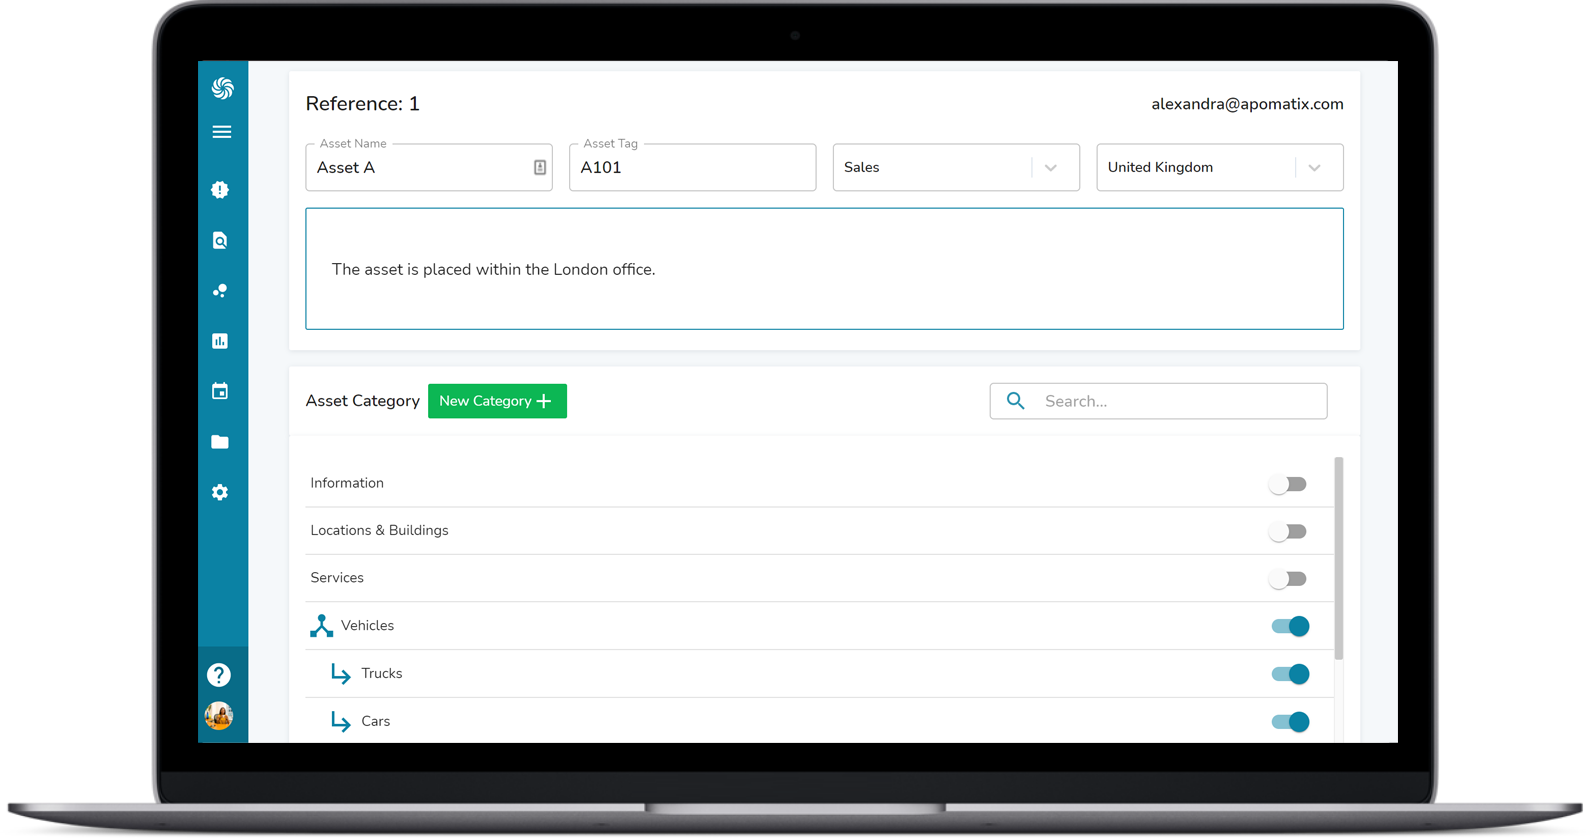 Reference: 1
alexandra@apomatix.com
Asset Name
Asset A
Asset Tag
A101
Sales
United Kingdom
The asset is placed within the London office.
Asset Category
New Category +
Search...
Information
Locations & Buildings
Services
Vehicles
Trucks
Cars